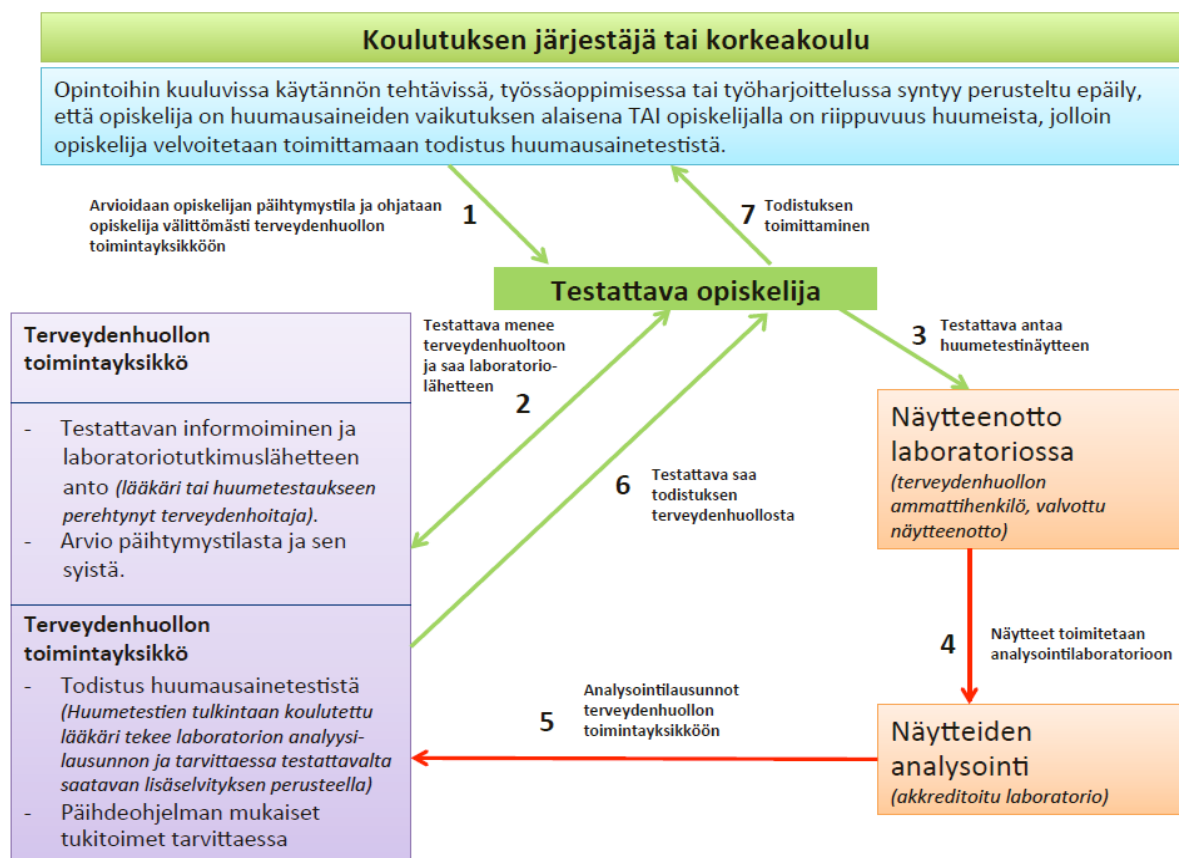 Koulutuksen järjestäjä tai korkeakoulu
Opintoihin kuuluvissa käytännön tehtävissä, työssäoppimisessa tai työharjoittelussa syntyy perusteltu epäily,
että opiskelija on huumausaineiden vaikutuksen alaisena TAI opiskelijalla on riippuvuus huumeista, jolloin
opiskelija velvoitetaan toimittamaan todistus huumausainetestistä.
Arvioidaan opiskelijan päihtymystila ja ohjataan
opiskelija välittömästi terveydenhuollon
toimintayksikköön
1
7
Todistuksen
toimittaminen
Testattava opiskelija
Testattava menee
terveydenhuoltoon
ja saa laboratorio-
lähetteen
2
3
Testattava antaa
huumetestinäytteen
Terveydenhuollon
toimintayksikkö
- Testattavan informoiminen ja
laboratoriotutkimuslähetteen
anto (lääkäri tai huumetestaukseen
perehtynyt terveydenhoitaja).
- Arvio päihtymystilasta ja sen
syistä.
Näytteenotto
laboratoriossa
(terveydenhuollon
ammattihenkilö, valvottu
näytteenotto)
6
Testattava saa
todistuksen
terveydenhuollosta
4
Näytteet toimitetaan
analysointilaboratorioon
Terveydenhuollon
toimintayksikkö
- Todistus huumausainetestistä
(Huumetestien tulkintaan koulutettu
lääkäri tekee laboratorion analyysi-
lausunnon ja tarvittaessa testattavalta
saatavan lisäselvityksen perusteella)
- Päihdeohjelman mukaiset
tukitoimet tarvittaessa
5
Analysointilausunnot
terveydenhuollon
toimintayksikköön
Näytteiden
analysointi
(akkreditoitu laboratorio)